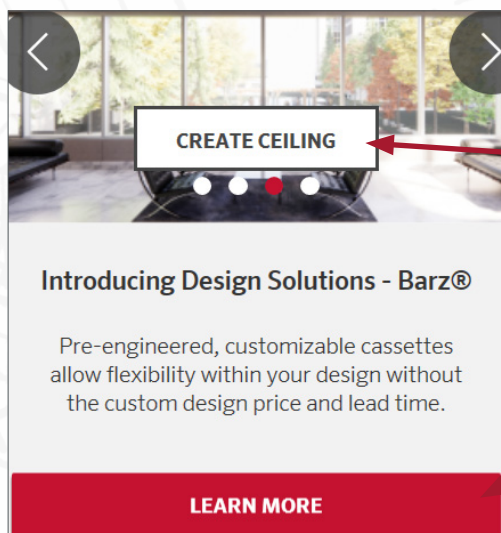 CREATE CEILING
Introducing Design Solutions - Barz®
Pre-engineered, customizable cassettes
allow flexibility within your design without
the custom design price and lead time.
LEARN MORE